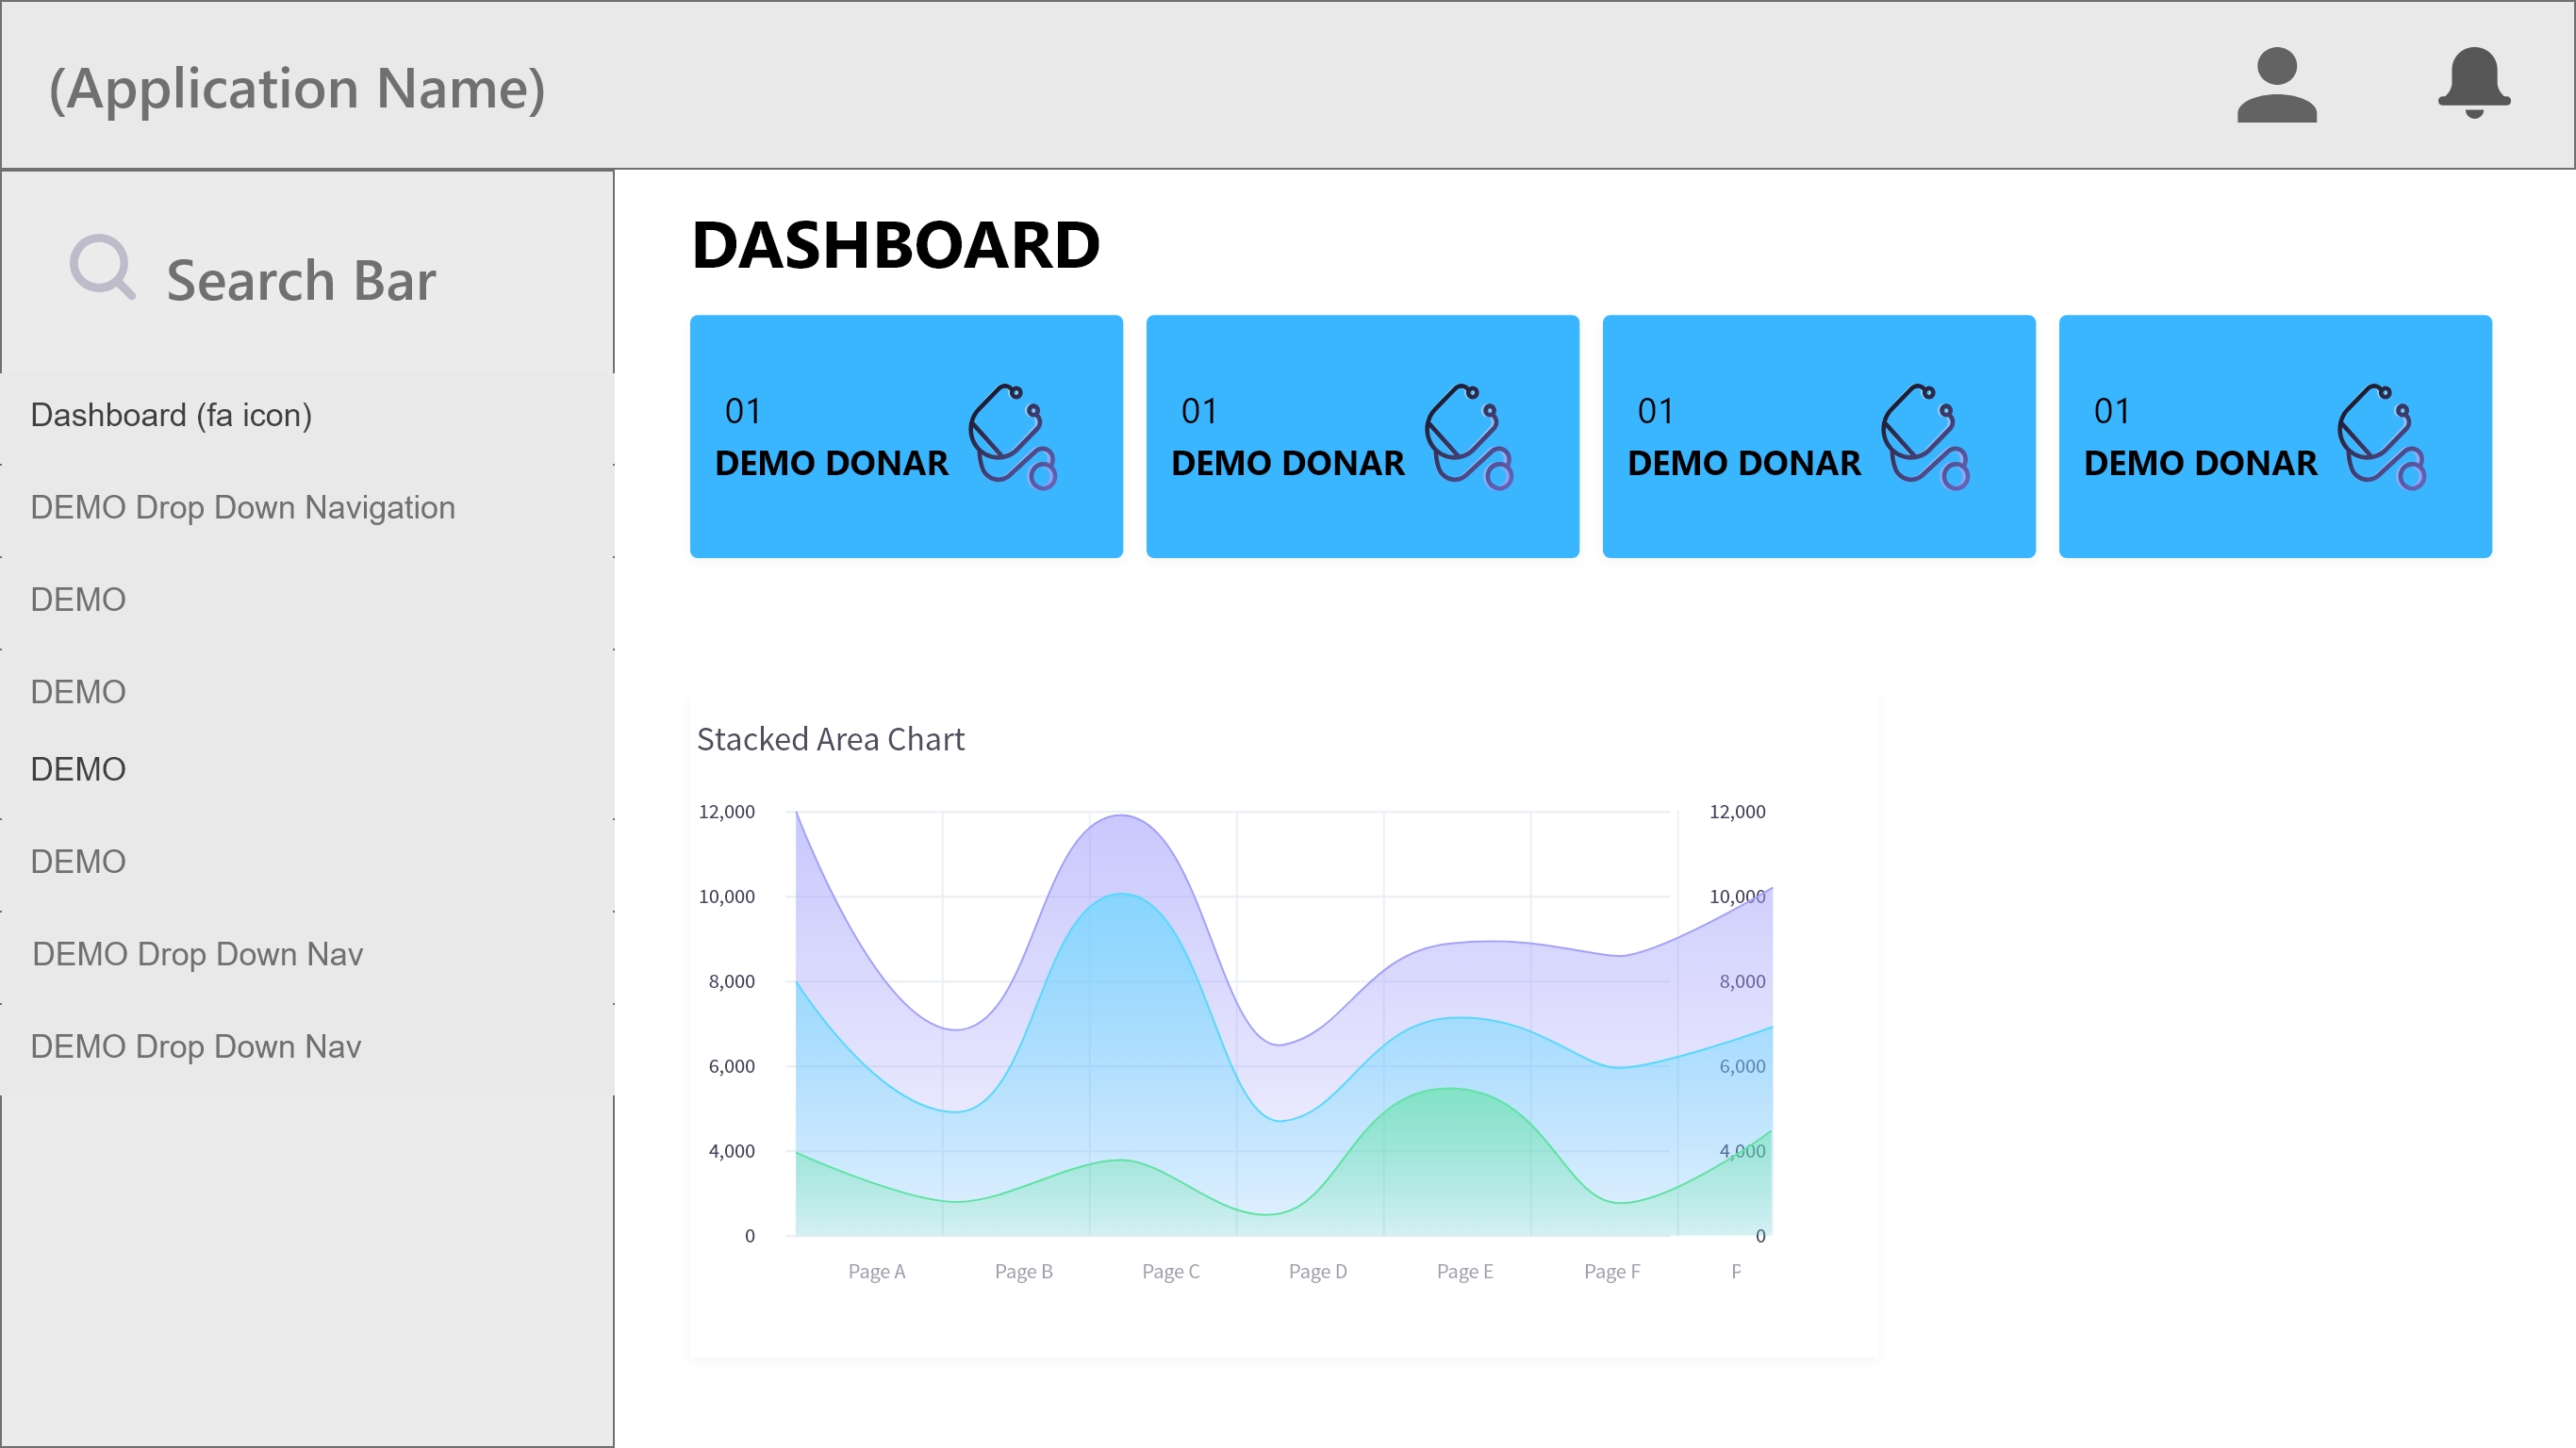 (Application Name)
Search Bar
Dashboard (fa icon)
DEMO Drop Down Navigation
DEMO
DEMO
DEMO
DEMO
DEMO Drop Down Nav
DEMO Drop Down Nav
DASHBOARD
01
DEMO DONAR
01
DEMO DONAR
01
DEMO DONAR
01
DEMO DONAR
Stacked Area Chart
12,000
10,000
8,000
6,000
4,000
0
12,000
10,000
8,000
6,000
4,000
0
Page A Page B Page C Page D Page E Page F P